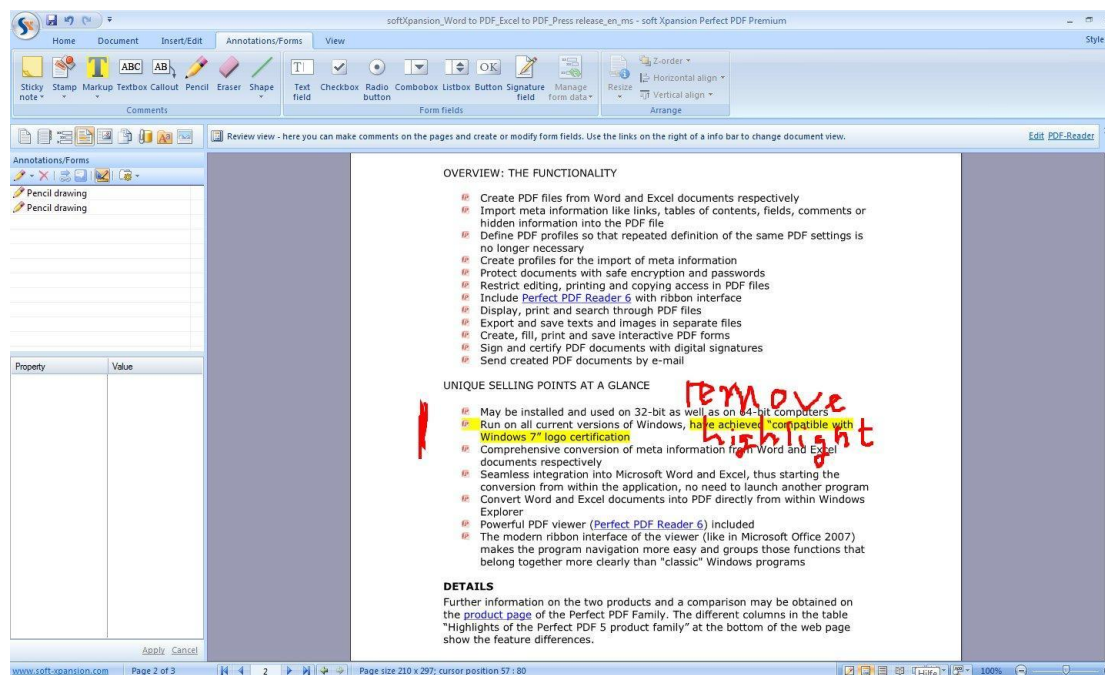 softXpansion_Word to PDF_Excel to PDF_Press release_en_ms - soft Xpansion Perfect PDF Premium
Home Document Insert/Edit Annotations/Forms View
Style
Sticky note Stamp Markup Textbox Callout Pencil Eraser Shape
Comments
Text field Checkbox Radio button Combobox Listbox Button Signature field Manage form data
Form fields
Resize Z-order Horizontal align Vertical align
Arrange
Review view - here you can make comments on the pages and create or modify form fields. Use the links on the right of a info bar to change document view.
Edit PDF-Reader
Annotations/Forms
Pencil drawing
Pencil drawing
Property Value
Apply Cancel
OVERVIEW: THE FUNCTIONALITY
Create PDF files from Word and Excel documents respectively
Import meta information like links, tables of contents, fields, comments or
hidden information into the PDF file
Define PDF profiles so that repeated definition of the same PDF settings is
no longer necessary
Create profiles for the import of meta information
Protect documents with safe encryption and passwords
Restrict editing, printing and copying access in PDF files
Include Perfect PDF Reader 6 with ribbon interface
Display, print and search through PDF files
Export and save texts and images in separate files
Create, fill, print and save interactive PDF forms
Sign and certify PDF documents with digital signatures
Send created PDF documents by e-mail
UNIQUE SELLING POINTS AT A GLANCE
remove
highlight
May be installed and used on 32-bit as well as on 64-bit computers
Run on all current versions of Windows, have achieved "compatible with
Windows 7" logo certification
Comprehensive conversion of meta information from Word and Excel
documents respectively
Seamless integration into Microsoft Word and Excel, thus starting the
conversion from within the application, no need to launch another program
Convert Word and Excel documents into PDF directly from within Windows
Explorer
Powerful PDF viewer (Perfect PDF Reader 6) included
The modern ribbon interface of the viewer (like in Microsoft Office 2007)
makes the program navigation more easy and groups those functions that
belong together more clearly than "classic" Windows programs
DETAILS
Further information on the two products and a comparison may be obtained on
the product page of the Perfect PDF Family. The different columns in the table
"Highlights of the Perfect PDF 5 product family" at the bottom of the web page
show the feature differences.
www.soft-xpansion.com Page 2 of 3 2 Page size 210 x 297; cursor position 57 : 80 Hilfe 100%